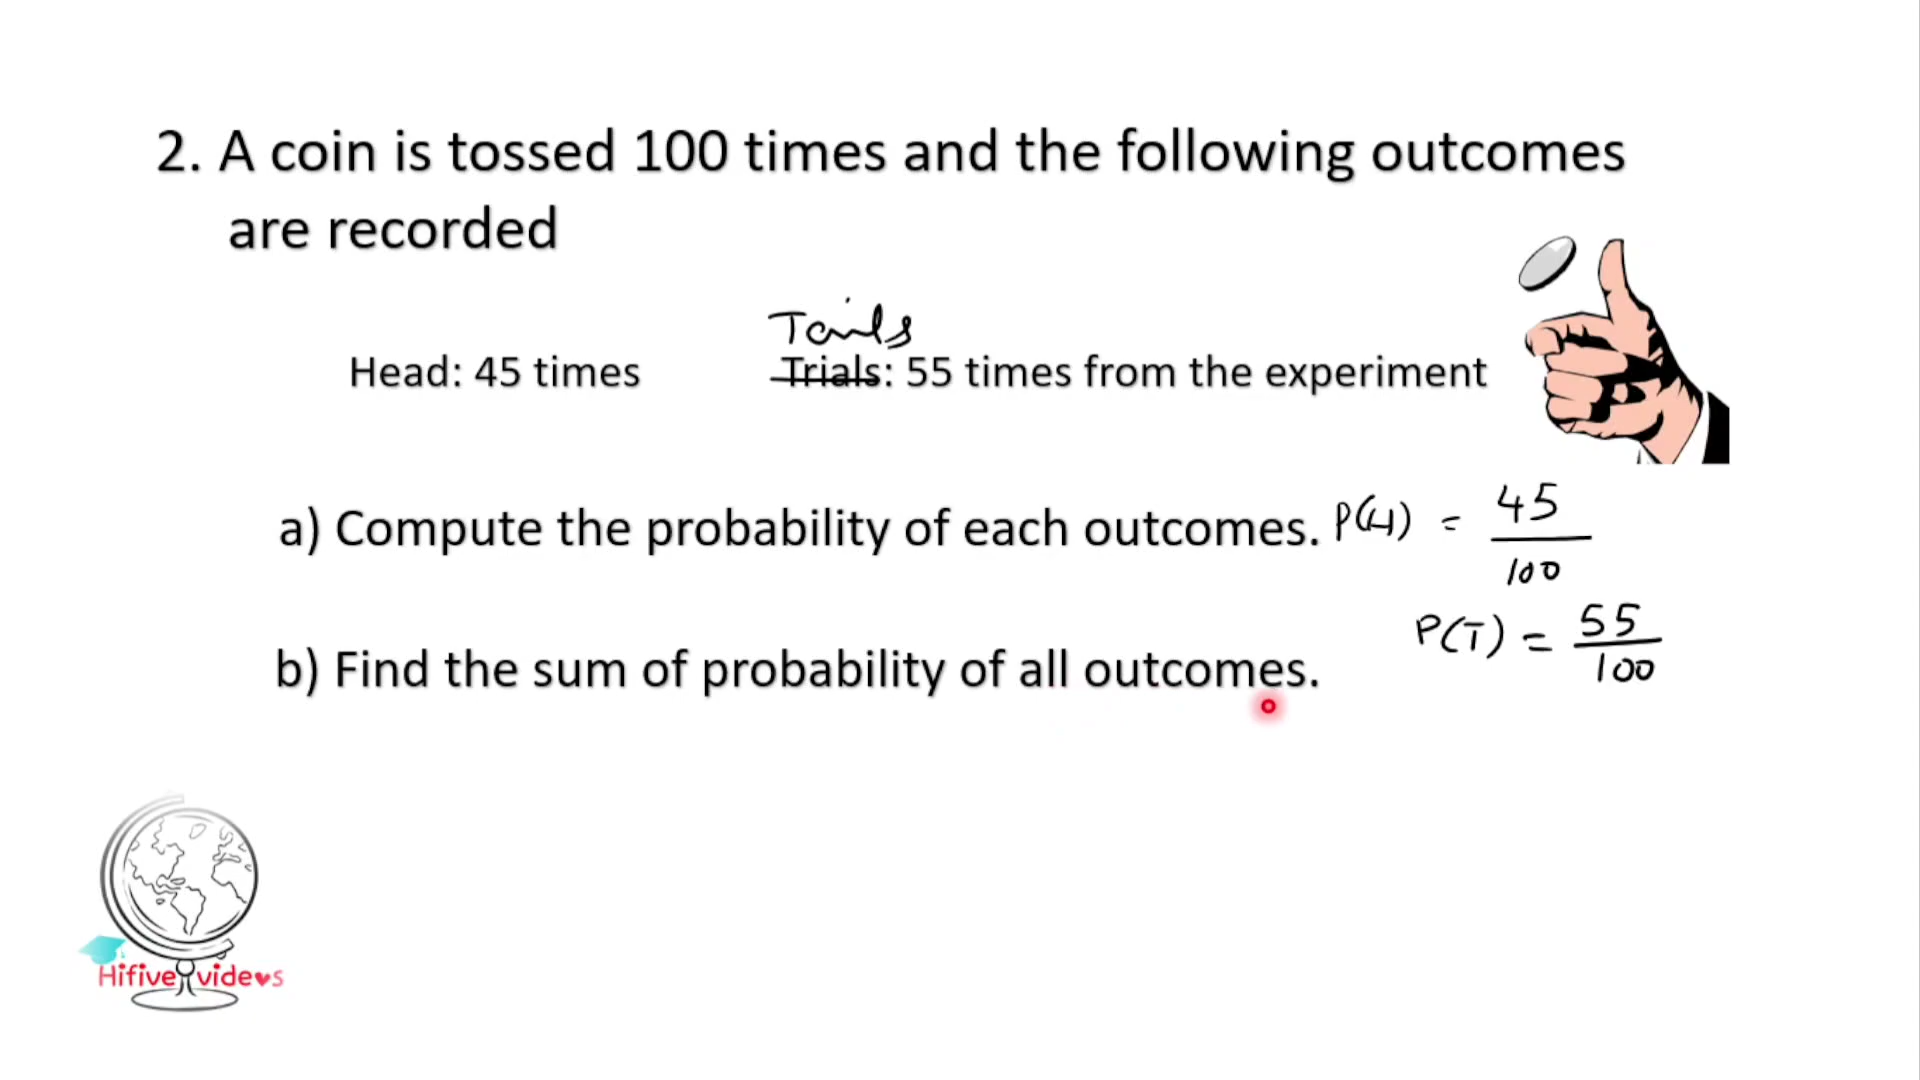 2. A coin is tossed 100 times and the following outcomes
are recorded
Tails
Head: 45 times Trials: 55 times from the experiment
a) Compute the probability of each outcomes. P(H) = 45/100
P(T) = 55/100
b) Find the sum of probability of all outcomes.
Hifive videos